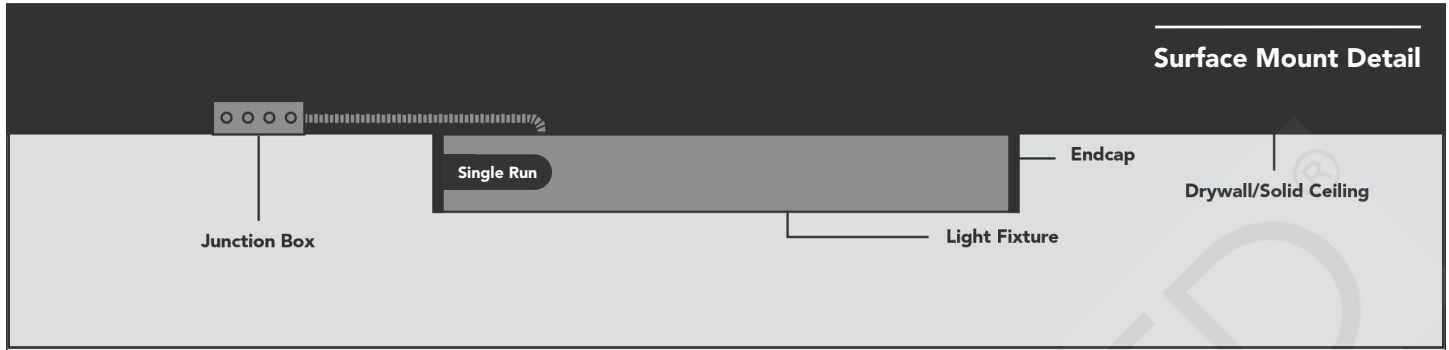 Surface Mount Detail
Single Run
Endcap
Drywall/Solid Ceiling
Junction Box
Light Fixture
®